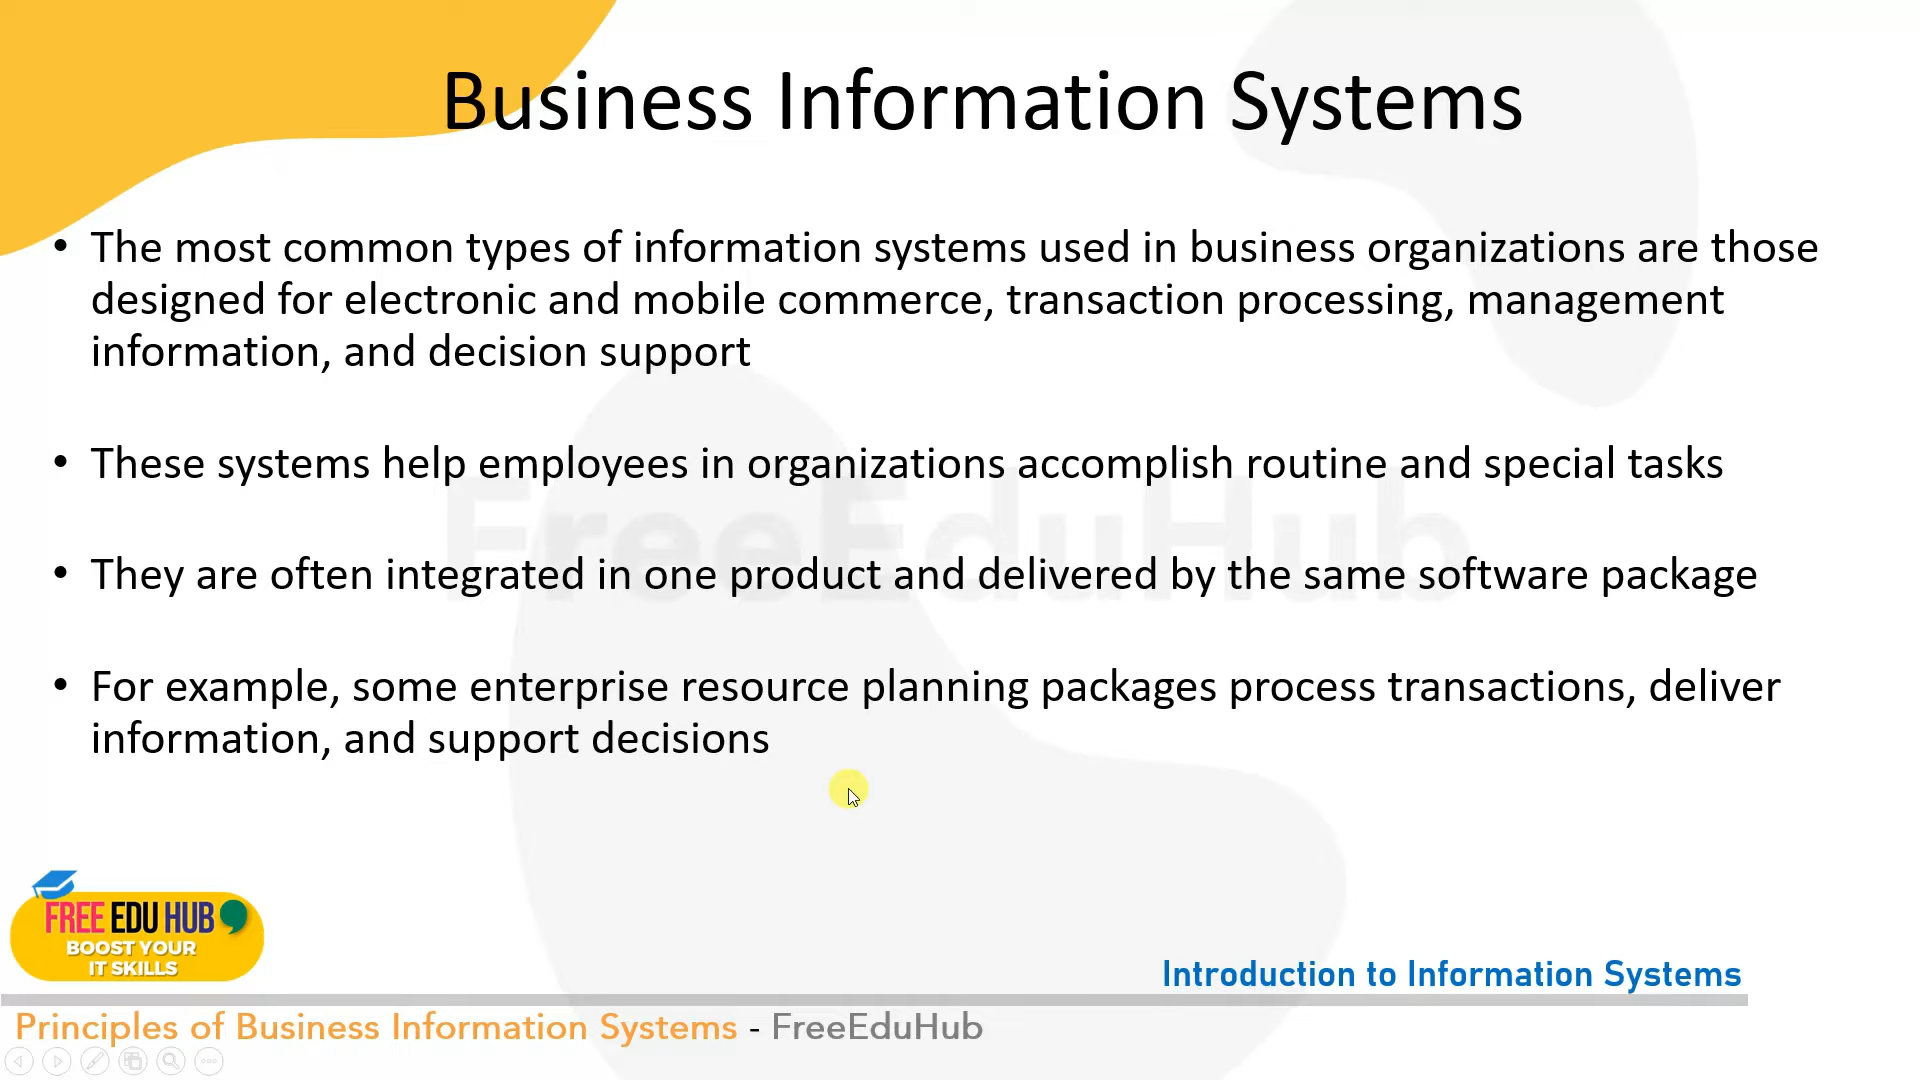 Business Information Systems
• The most common types of information systems used in business organizations are those
designed for electronic and mobile commerce, transaction processing, management
information, and decision support
• These systems help employees in organizations accomplish routine and special tasks
• They are often integrated in one product and delivered by the same software package
• For example, some enterprise resource planning packages process transactions, deliver
information, and support decisions
FreeEduHub
FREE EDU HUB
BOOST YOUR
IT SKILLS
Introduction to Information Systems
Principles of Business Information Systems - FreeEduHub